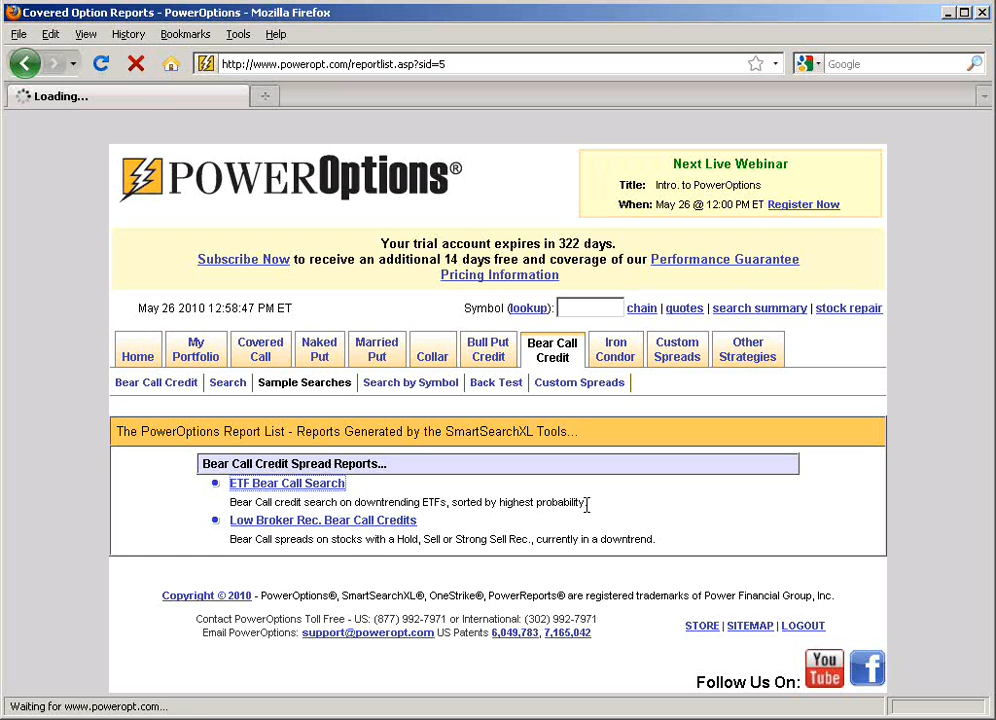 Covered Option Reports - PowerOptions - Mozilla Firefox
File Edit View History Bookmarks Tools Help
http://www.poweropt.com/reportlist.asp?sid=5
Google
Loading...
POWEROptions®
Next Live Webinar
Title: Intro. to PowerOptions
When: May 26 @ 12:00 PM ET Register Now
Your trial account expires in 322 days.
Subscribe Now to receive an additional 14 days free and coverage of our Performance Guarantee
Pricing Information
May 26 2010 12:58:47 PM ET
Symbol (lookup): chain | quotes | search summary | stock repair
Home My Portfolio Covered Call Naked Put Married Put Collar Bull Put Credit Bear Call Credit Iron Condor Custom Spreads Other Strategies
Bear Call Credit | Search | Sample Searches | Search by Symbol | Back Test | Custom Spreads |
The PowerOptions Report List - Reports Generated by the SmartSearchXL Tools...
Bear Call Credit Spread Reports...
ETF Bear Call Search
Bear Call credit search on downtrending ETFs, sorted by highest probability.
Low Broker Rec. Bear Call Credits
Bear Call spreads on stocks with a Hold, Sell or Strong Sell Rec., currently in a downtrend.
Copyright © 2010 - PowerOptions®, SmartSearchXL®, OneStrike®, PowerReports® are registered trademarks of Power Financial Group, Inc.
Contact PowerOptions Toll Free - US: (877) 992-7971 or International: (302) 992-7971
Email PowerOptions: support@poweropt.com US Patents 6,049,783, 7,165,042
STORE | SITEMAP | LOGOUT
Follow Us On: You Tube f
Waiting for www.poweropt.com...